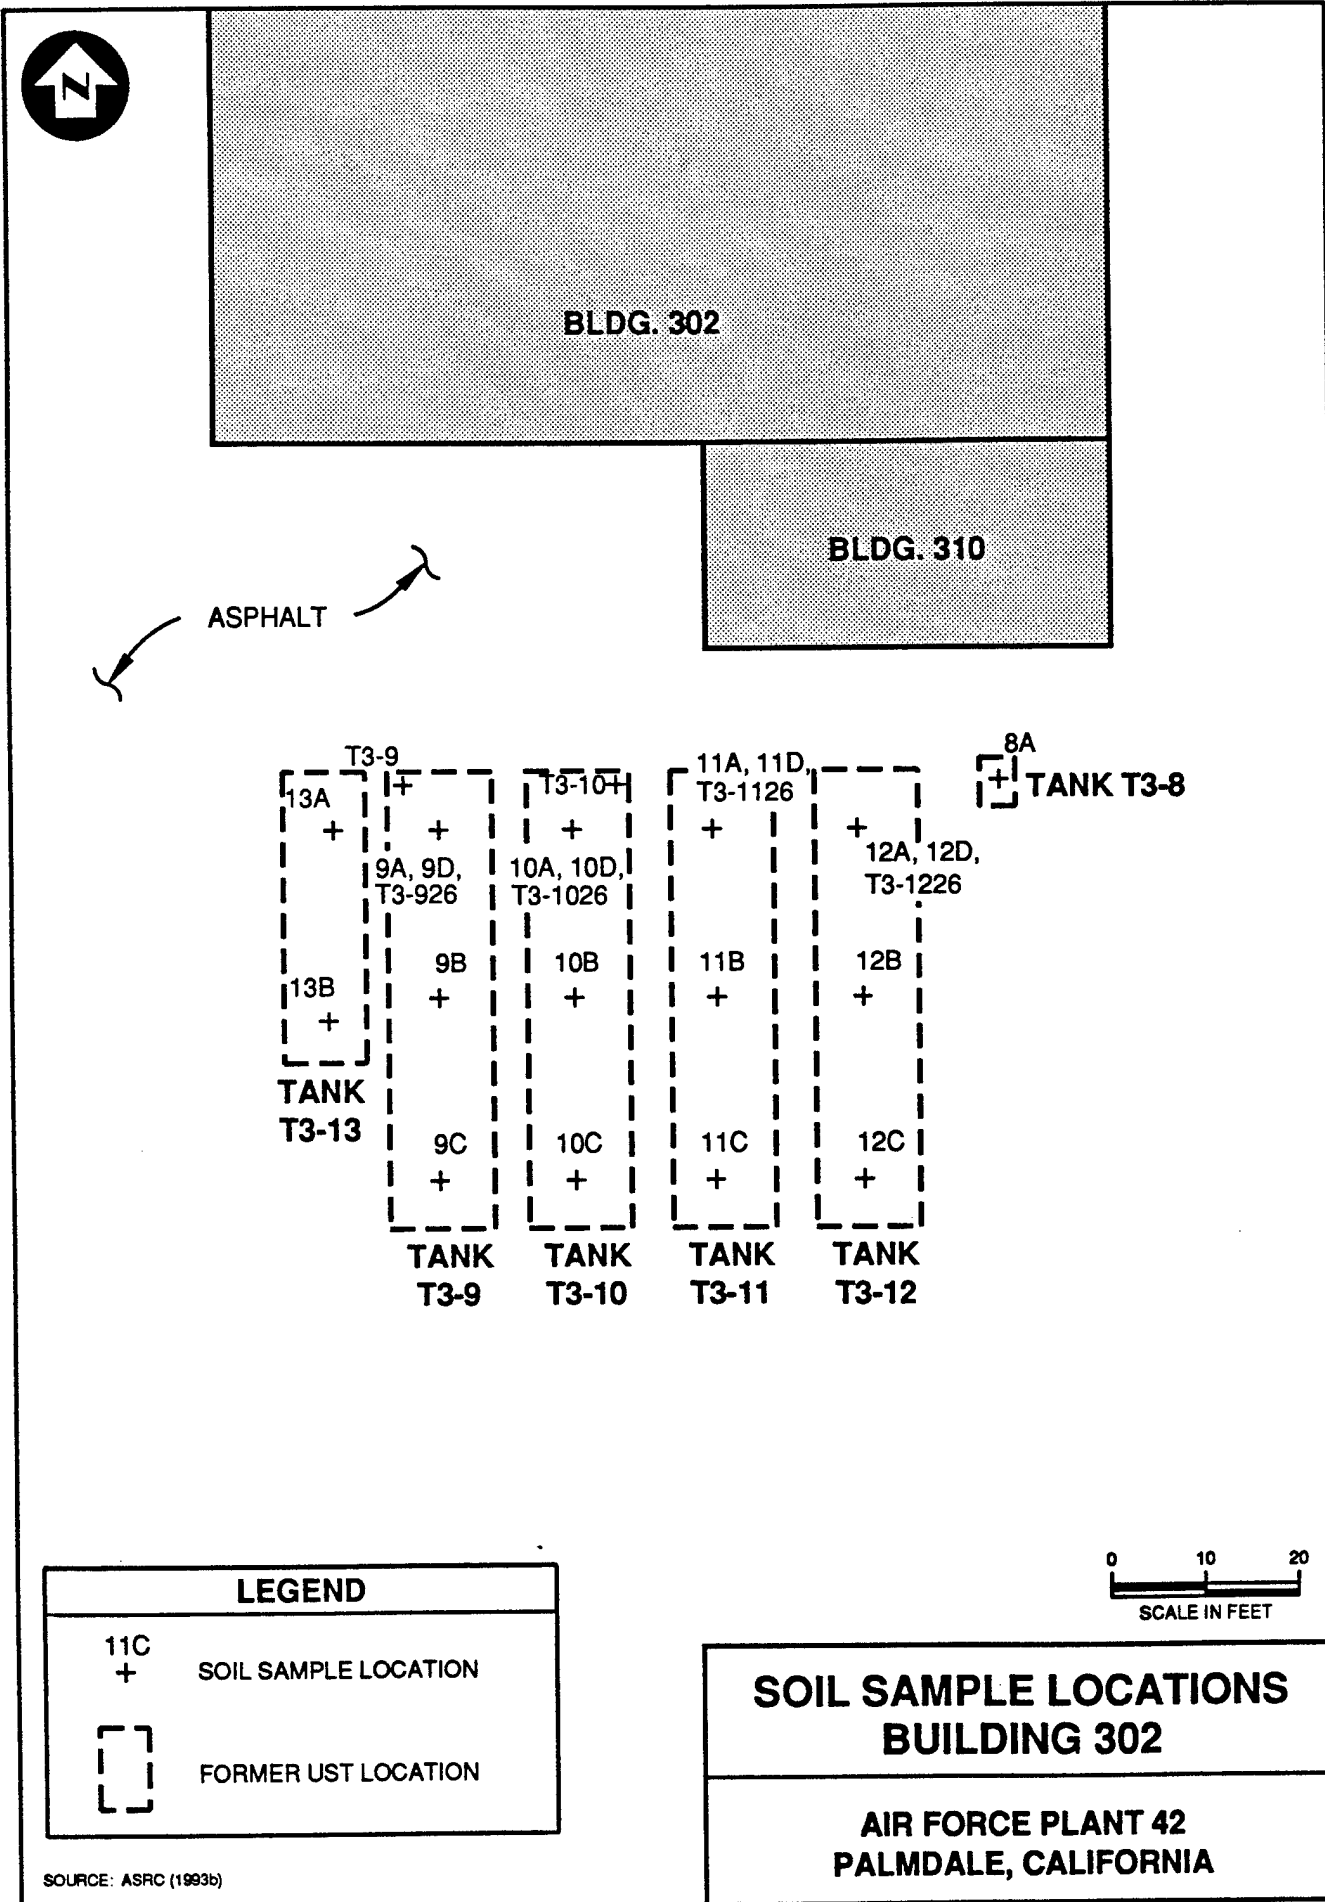 N
BLDG. 302
BLDG. 310
ASPHALT
T3-9
8A
11A, 11D,
T3-1126
T3-10
TANK T3-8
13A
9A, 9D,
T3-926
10A, 10D,
T3-1026
12A, 12D,
T3-1226
9B
10B
11B
12B
13B
TANK
T3-13
9C
10C
11C
12C
TANK
T3-9
TANK
T3-10
TANK
T3-11
TANK
T3-12
0 10 20
SCALE IN FEET
LEGEND
11C
SOIL SAMPLE LOCATION
FORMER UST LOCATION
SOURCE: ASRC (1993b)
SOIL SAMPLE LOCATIONS
BUILDING 302
AIR FORCE PLANT 42
PALMDALE, CALIFORNIA